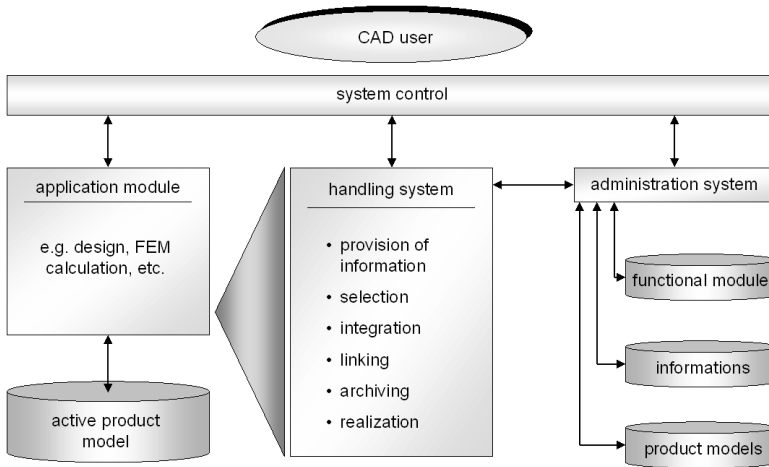 CAD user
system control
application module
e.g. design, FEM
calculation, etc.
active product
model
handling system
• provision of
information
• selection
• integration
• linking
• archiving
• realization
administration system
functional module
informations
product models